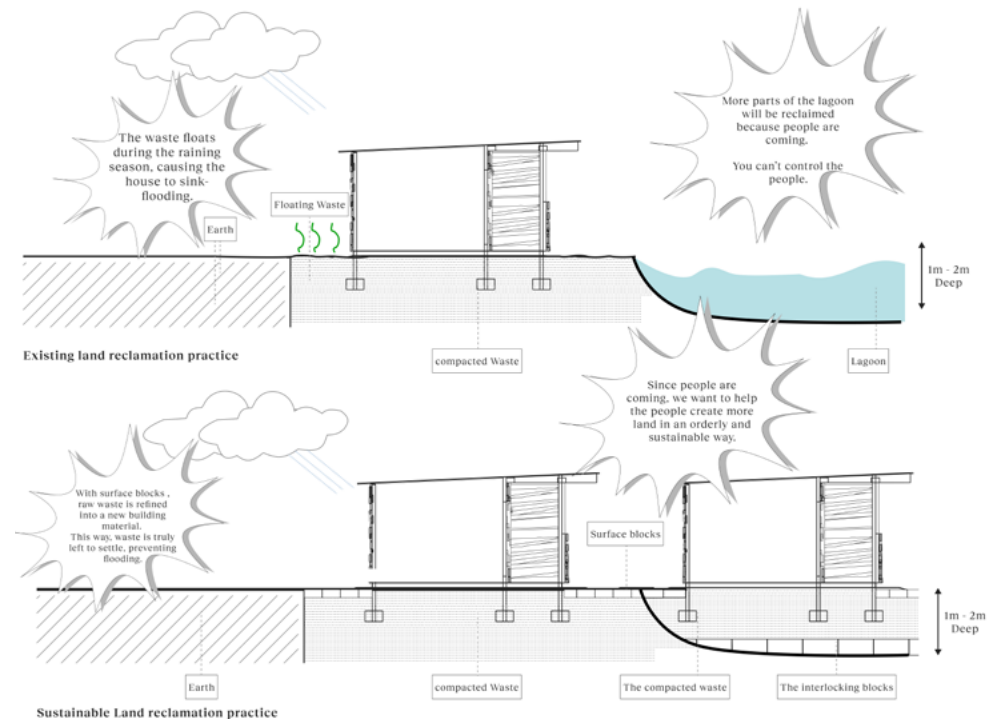 The waste floats
during the raining
season, causing the
house to sink-
flooding.
More parts of the lagoon
will be reclaimed
because people are
coming.
You can't control the
people.
Floating Waste
Earth
1m - 2m
Deep
Existing land reclamation practice
compacted Waste
Lagoon
Since people are
coming, we want to help
the people create more
land in an orderly and
sustainable way.
With surface blocks ,
raw waste is refined
into a new building
material.
This way, waste is truly
left to settle, preventing
flooding.
Surface blocks
1m - 2m
Deep
Earth
compacted Waste
The compacted waste
The interlocking blocks
Sustainable Land reclamation practice